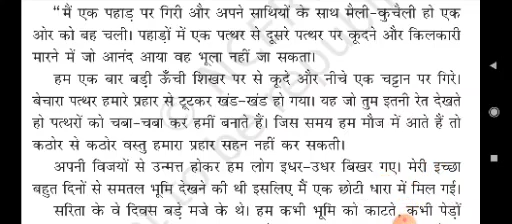 “मैं एक पहाड़ पर गिरी और अपने साथियों के साथ मैली-कुचैली हो एक
ओर को बह चली। पहाड़ों में एक पत्थर से दूसरे पत्थर पर कूदने और किलकारी
मारने में जो आनंद आया वह भूला नहीं जा सकता।
हम एक बार बड़ी ऊँची शिखर पर से कूदे और नीचे एक चट्टान पर गिरे।
बेचारा पत्थर हमारे प्रहार से टूटकर खंड-खंड हो गया। यह जो तुम इतनी रेत देखते
हो पत्थरों को चबा-चबा कर हमीं बनाते हैं। जिस समय हम मौज में आते हैं तो
कठोर से कठोर वस्तु हमारा प्रहार सहन नहीं कर सकती।
अपनी विजयों से उन्मत्त होकर हम लोग इधर-उधर बिखर गए। मेरी इच्छा
बहुत दिनों से समतल भूमि देखने की थी इसलिए मैं एक छोटी धारा में मिल गई।
सरिता के वे दिवस बड़े मजे के थे। हम कभी भूमि को काटते, कभी पेड़ों